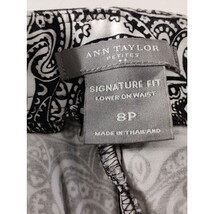 ANN TAYLOR
PETITES
SIGNATURE FIT
LOWER ON WAIST
8P
MADE IN THAILAND